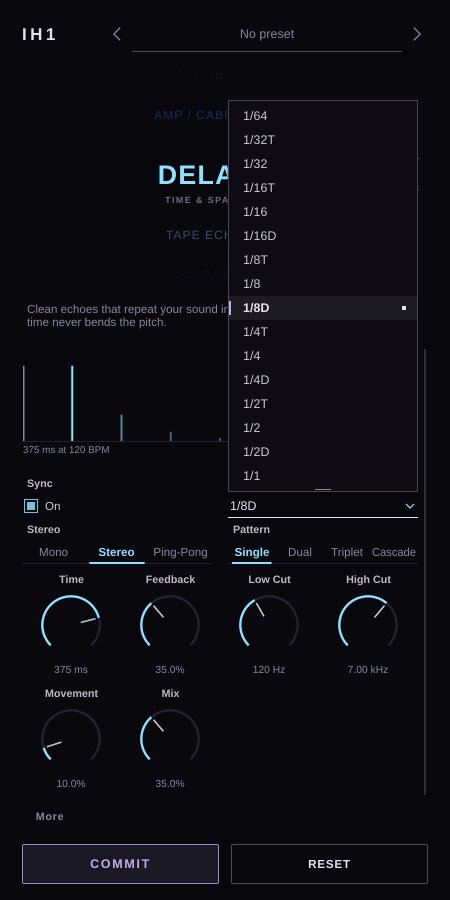 IH1
No preset
EXCITER
AMP / CABI
DELA
TIME & SPA
TAPE ECH
REVERS
Clean echoes that repeat your sound in
time never bends the pitch.
375 ms at 120 BPM
1/64
1/32T
1/32
1/16T
1/16
1/16D
1/8T
1/8
1/8D
1/4T
1/4
1/4D
1/2T
1/2
1/2D
1/1
Sync
On
1/8D
Stereo
Pattern
Mono Stereo Ping-Pong
Single Dual Triplet Cascade
Time Feedback Low Cut High Cut
375 ms 35.0% 120 Hz 7.00 kHz
Movement Mix
10.0% 35.0%
More
COMMIT
RESET